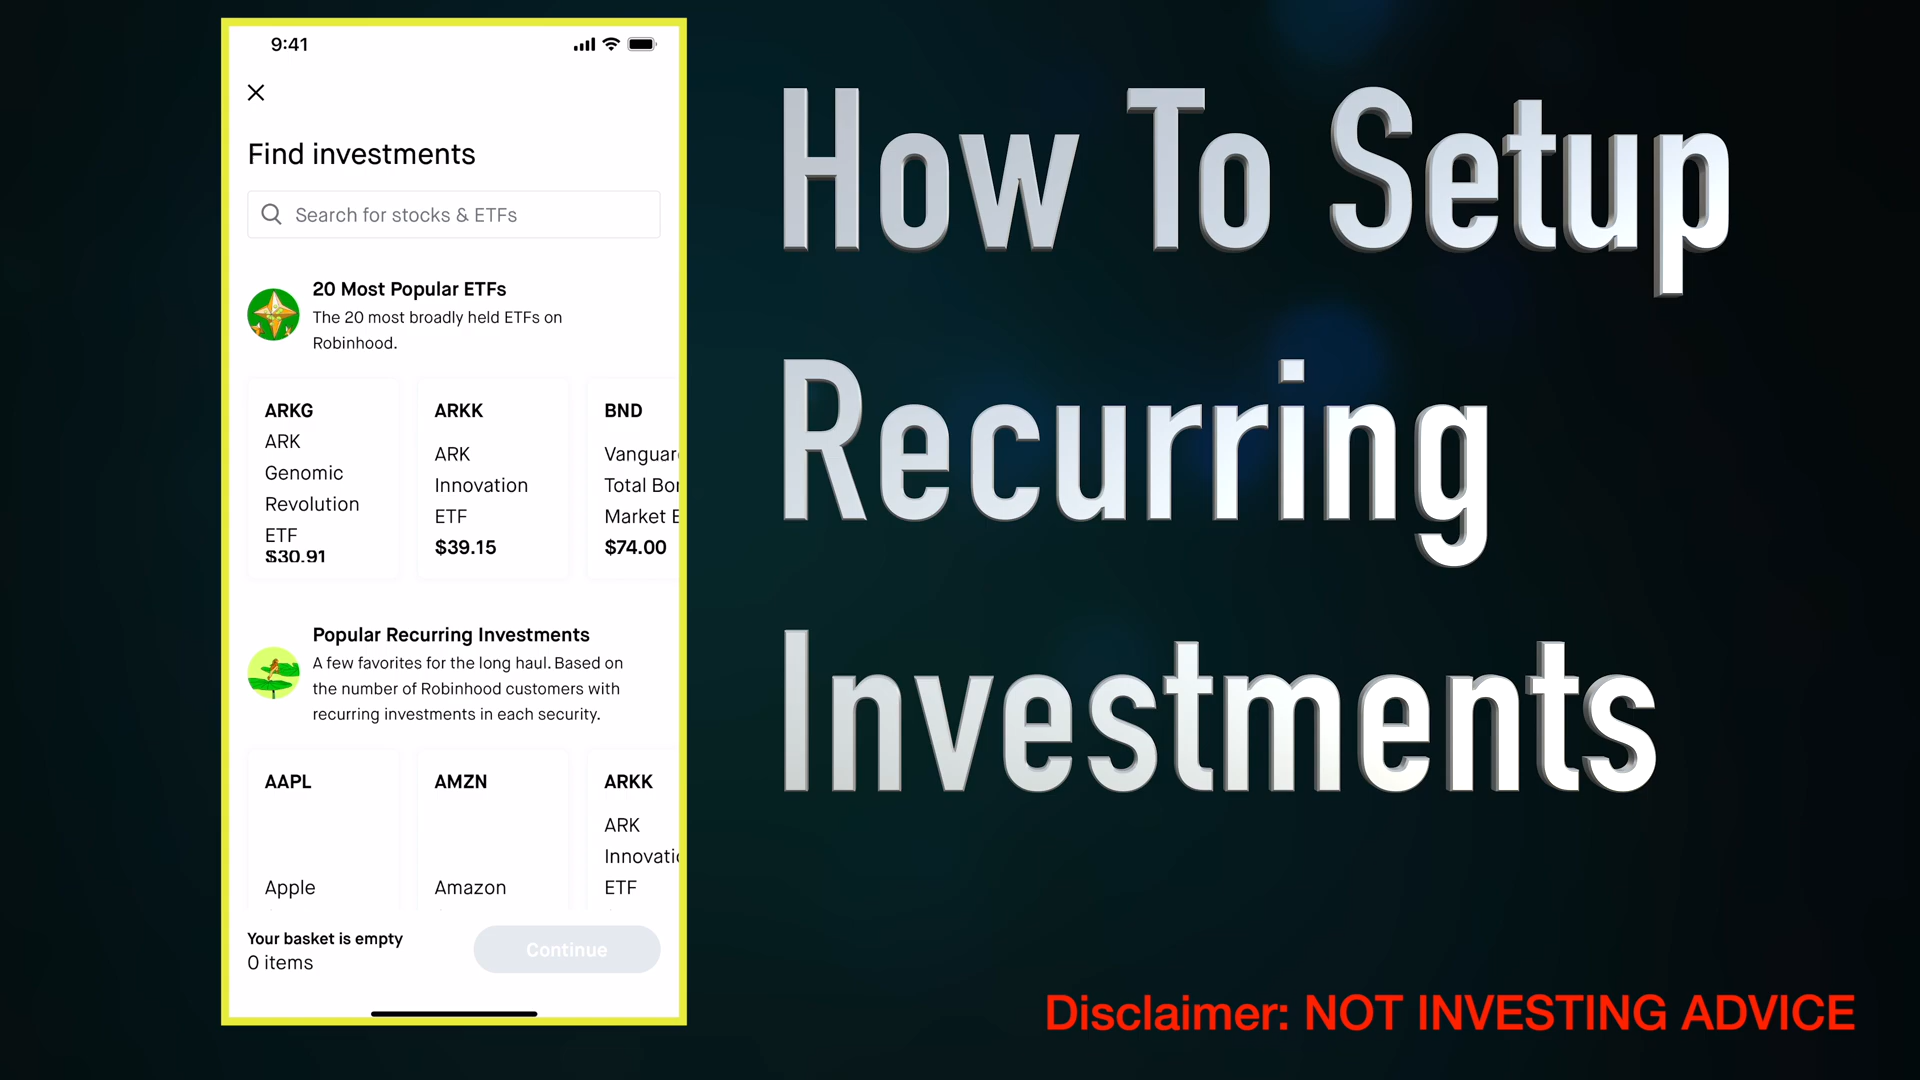 9:41
Find investments
Search for stocks & ETFs
20 Most Popular ETFs
The 20 most broadly held ETFs on
Robinhood.
ARKG
ARK
Genomic
Revolution
ETF
$30.91
ARKK
ARK
Innovation
ETF
$39.15
BND
Total
Market
$74.00
Popular Recurring Investments
A few favorites for the long haul. Based on
the number of Robinhood customers with
recurring investments in each security.
AAPL
Apple
AMZN
Amazon
ARKK
ARK
ETF
Your basket is empty
0 items
Continue
How To Setup
Recurring
Investments
Disclaimer: NOT INVESTING ADVICE